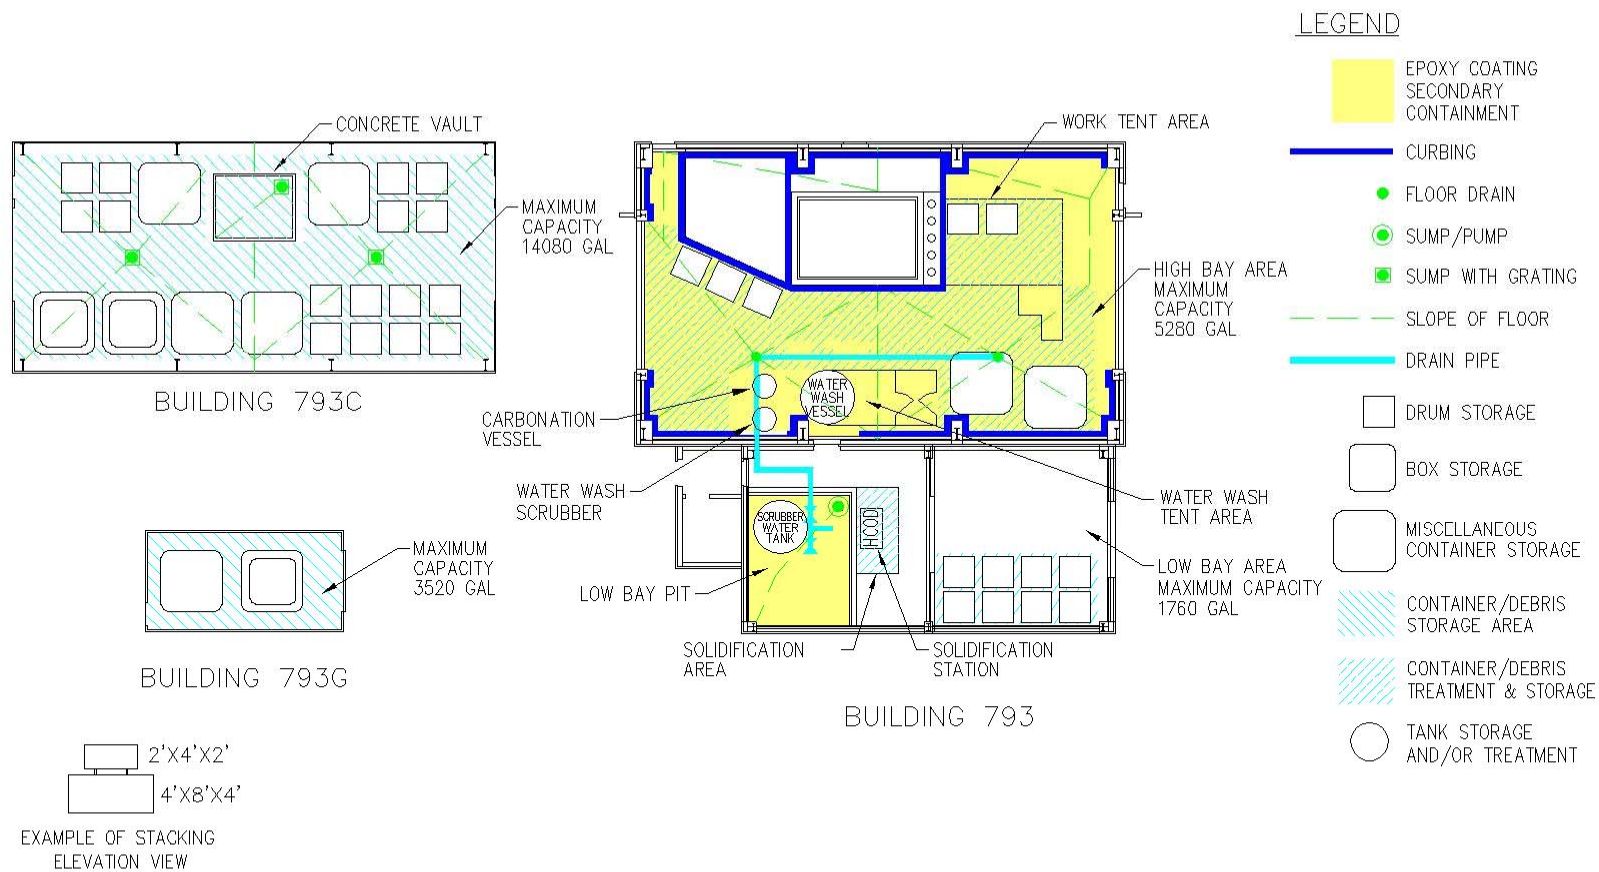 LEGEND
EPOXY COATING
SECONDARY
CONTAINMENT
CURBING
FLOOR DRAIN
SUMP/PUMP
SUMP WITH GRATING
SLOPE OF FLOOR
DRAIN PIPE
DRUM STORAGE
BOX STORAGE
MISCELLANEOUS
CONTAINER STORAGE
CONTAINER/DEBRIS
STORAGE AREA
CONTAINER/DEBRIS
TREATMENT & STORAGE
TANK STORAGE
AND/OR TREATMENT
CONCRETE VAULT
MAXIMUM
CAPACITY
14080 GAL
BUILDING 793C
MAXIMUM
CAPACITY
3520 GAL
BUILDING 793G
2'X4'X2'
4'X8'X4'
EXAMPLE OF STACKING
ELEVATION VIEW
WORK TENT AREA
HIGH BAY AREA
MAXIMUM
CAPACITY
5280 GAL
CARBONATION
VESSEL
WATER
WASH
VESSEL
WATER WASH
SCRUBBER
WATER WASH
TENT AREA
SCRUBBER
WATER
TANK
HCOD
LOW BAY PIT
LOW BAY AREA
MAXIMUM CAPACITY
1760 GAL
SOLIDIFICATION
AREA
SOLIDIFICATION
STATION
BUILDING 793